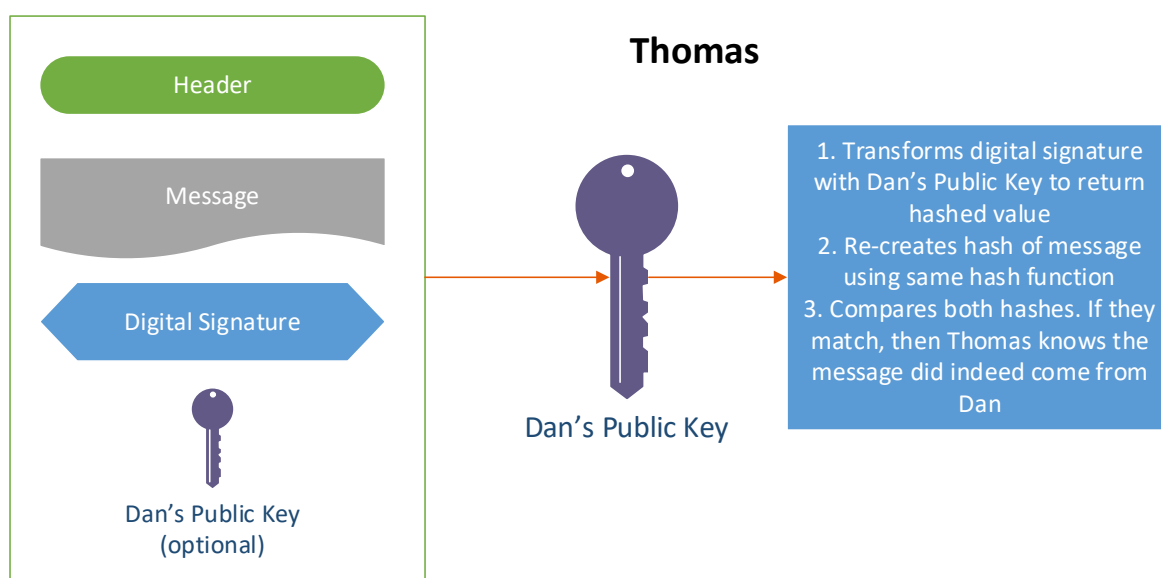 Thomas
Header
Message
Digital Signature
Dan's Public Key
(optional)
Dan's Public Key
1. Transforms digital signature
with Dan's Public Key to return
hashed value
2. Re-creates hash of message
using same hash function
3. Compares both hashes. If they
match, then Thomas knows the
message did indeed come from
Dan